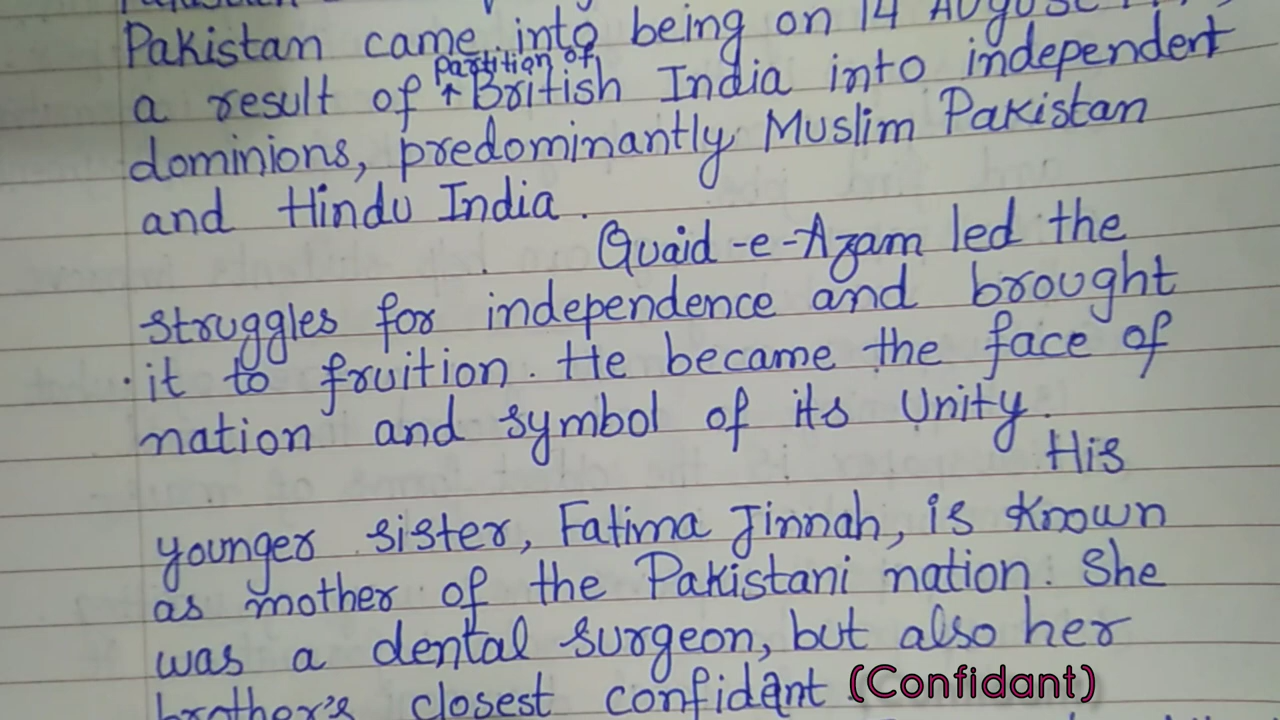 Pakistan came into being on 14 August
partition of
a result of ↑British India into independent
dominions, predominantly Muslim Pakistan
and Hindu India.
Quaid-e-Azam led the
struggles for independence and brought
it to fruition. He became the face of
nation and symbol of its Unity.
His
younger sister, Fatima Jinnah, is known
as mother of the Pakistani nation. She
was a dental surgeon, but also her
brother's closest confident (Confidant)